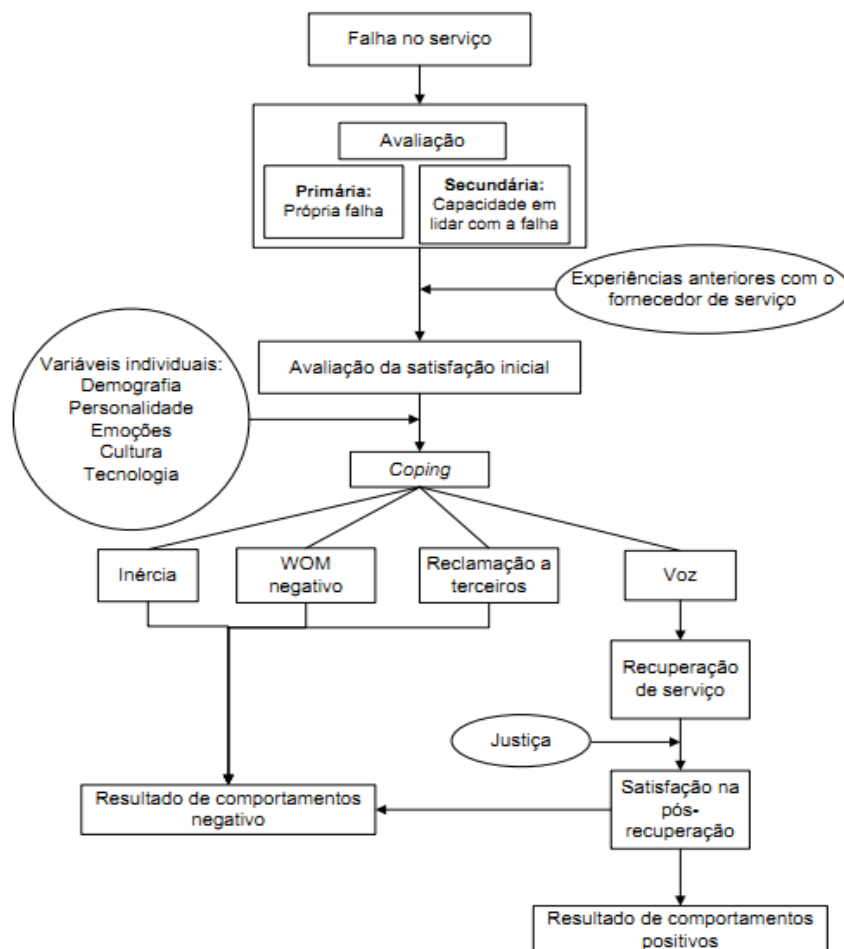 Falha no serviço
Avaliação
Primária:
Própria falha
Secundária:
Capacidade em
lidar com a falha
Experiências anteriores com o
fornecedor de serviço
Avaliação da satisfação inicial
Variáveis individuais:
Demografia
Personalidade
Emoções
Cultura
Tecnologia
Coping
Inércia
WOM
negativo
Reclamação a
terceiros
Voz
Recuperação
de serviço
Justiça
Resultado de comportamentos
negativo
Satisfação na
pós-
recuperação
Resultado de comportamentos
positivos